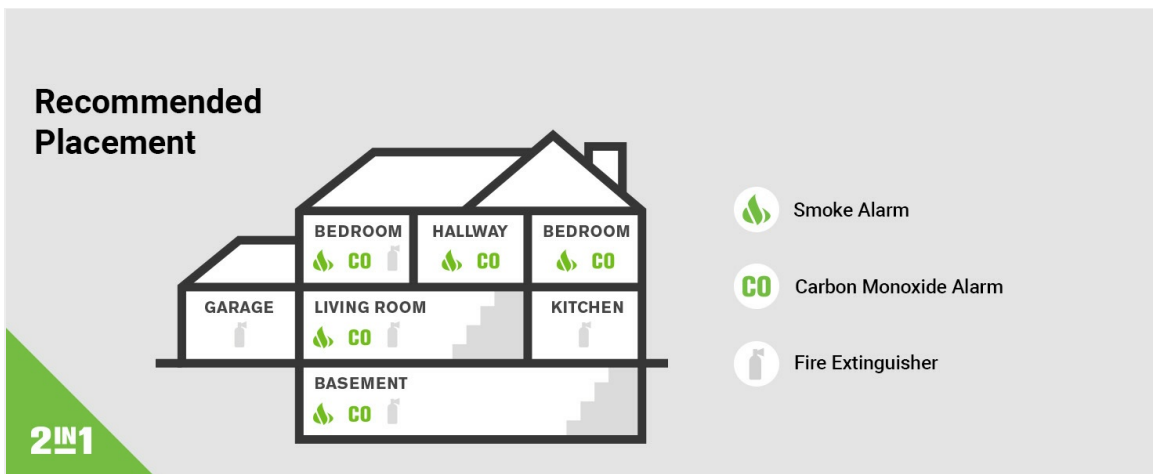 Recommended
Placement
BEDROOM HALLWAY BEDROOM
CO CO CO
GARAGE LIVING ROOM KITCHEN
CO
BASEMENT
CO
Smoke Alarm
CO Carbon Monoxide Alarm
Fire Extinguisher
2IN1